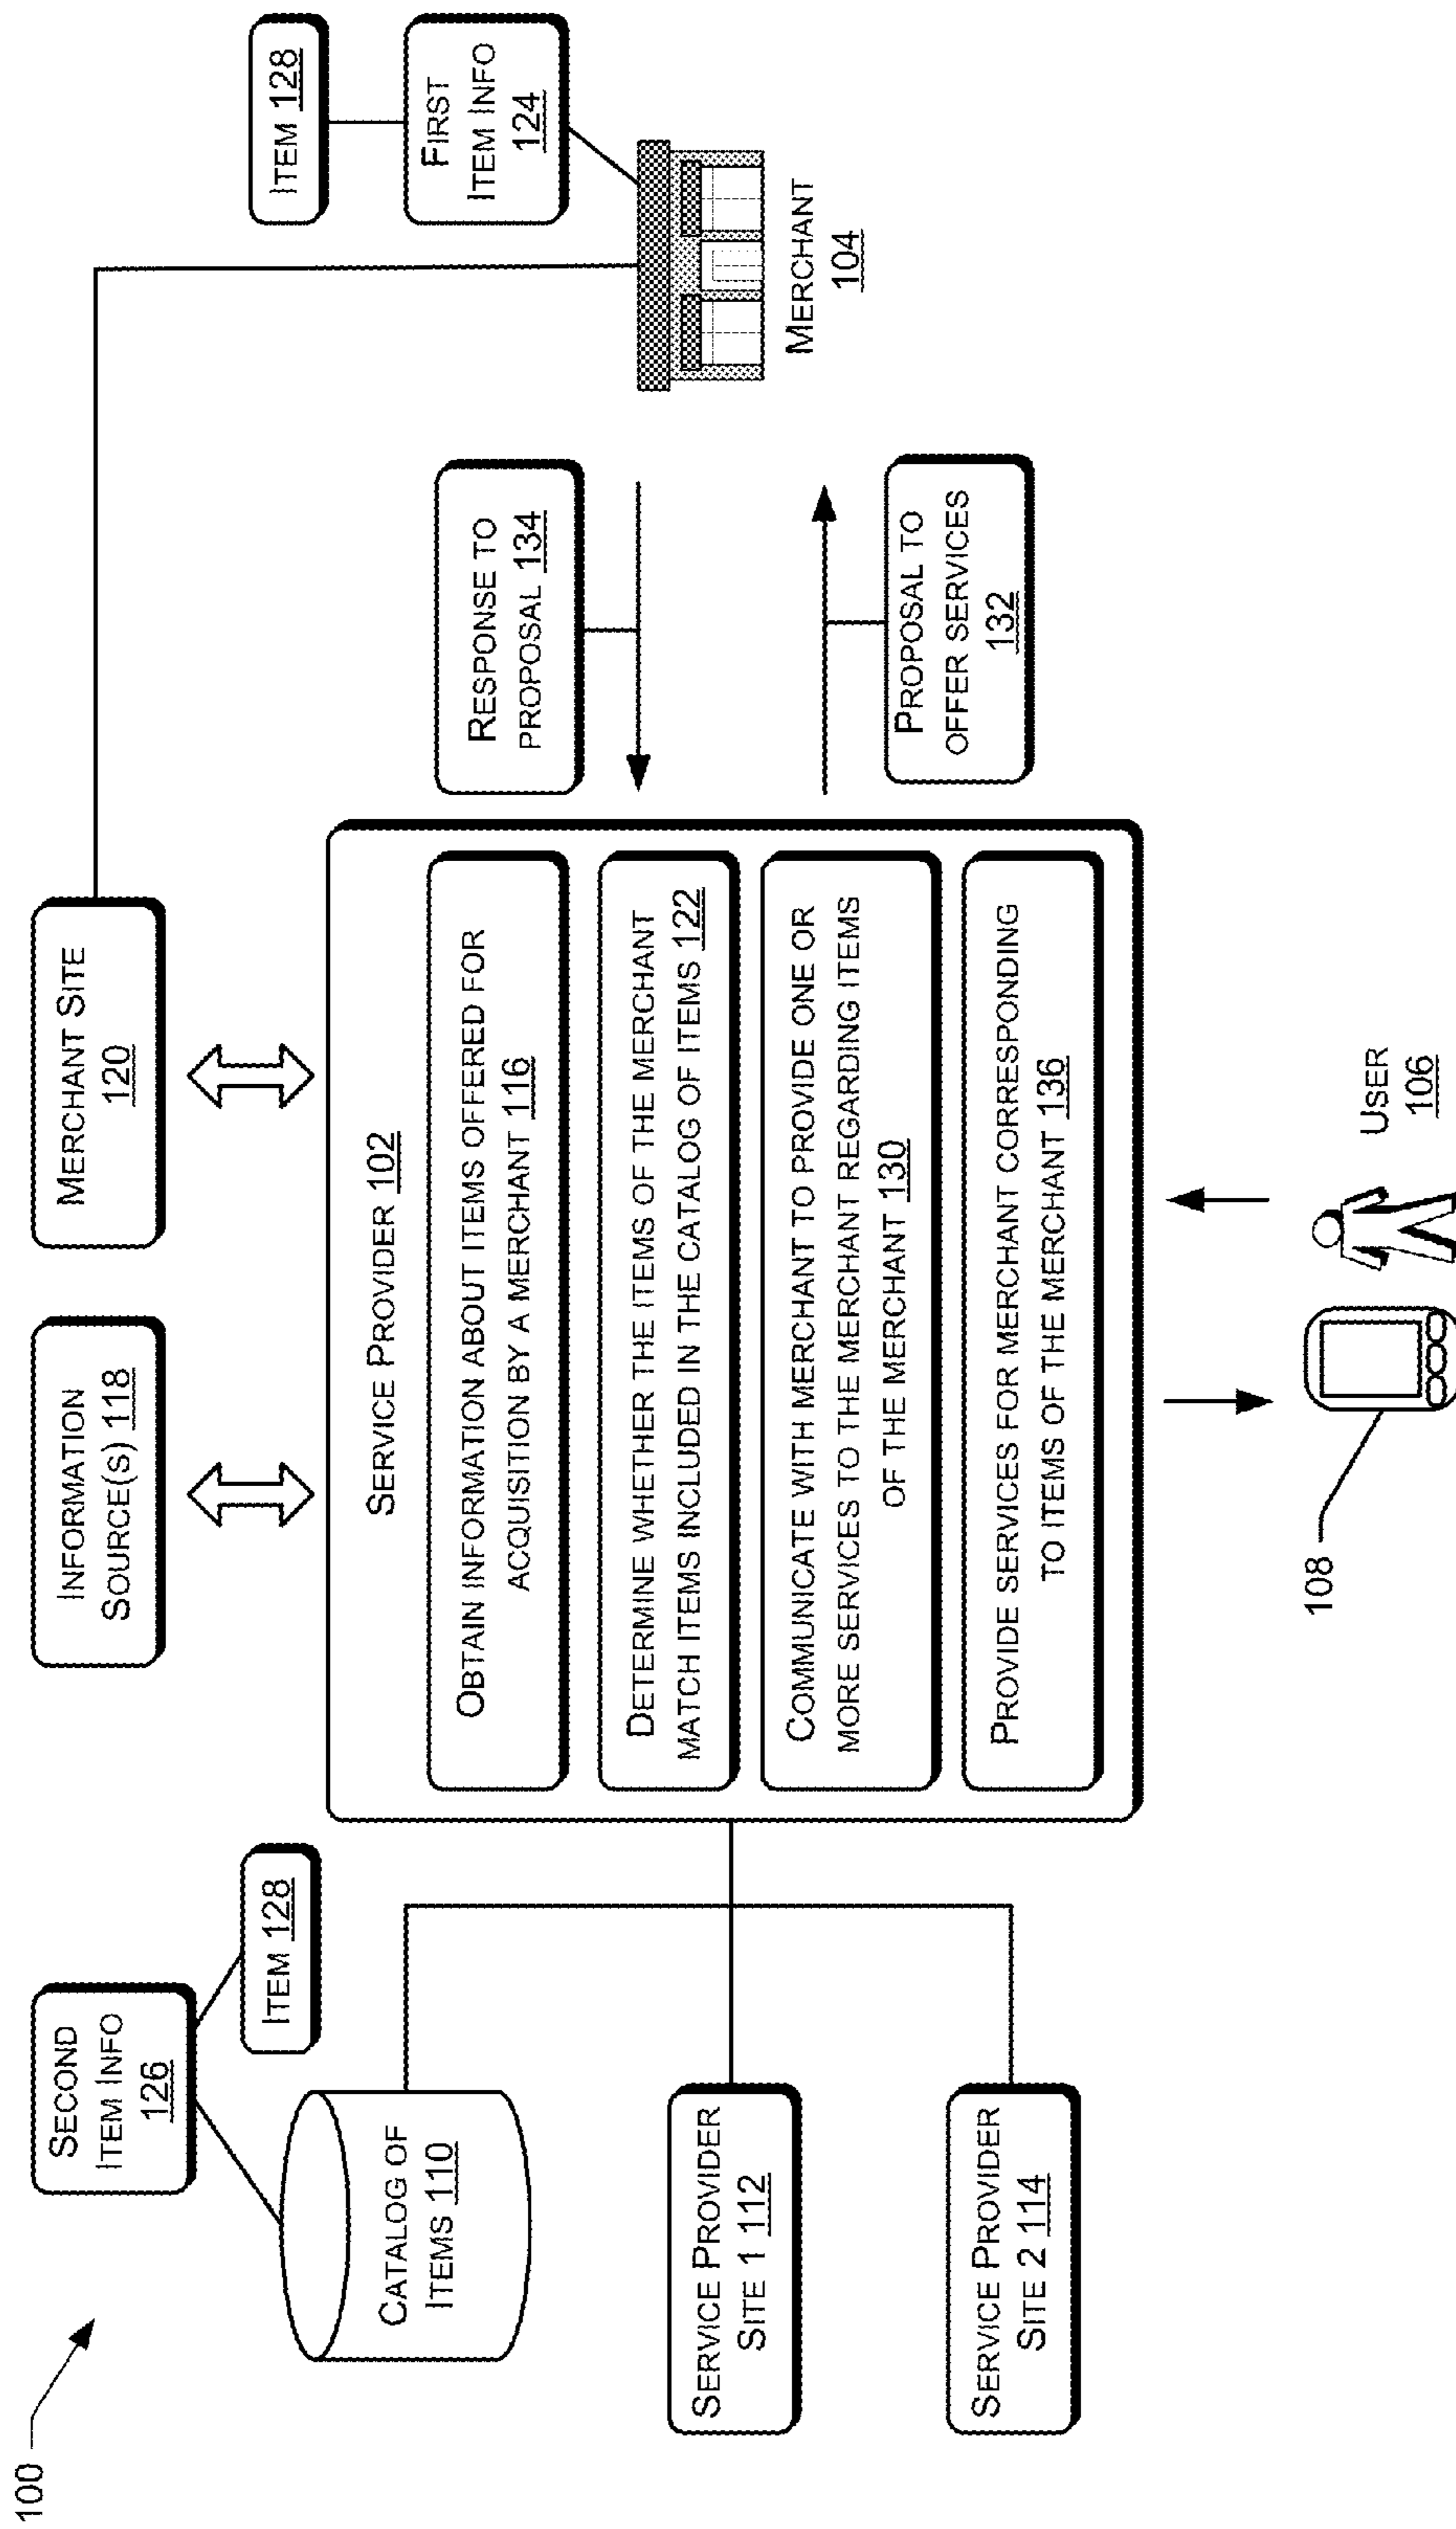 100
SECOND
ITEM INFO
126
ITEM 128
CATALOG OF
ITEMS 110
SERVICE PROVIDER
SITE 1 112
SERVICE PROVIDER
SITE 2 114
INFORMATION
SOURCE(S) 118
MERCHANT SITE
120
SERVICE PROVIDER 102
OBTAIN INFORMATION ABOUT ITEMS OFFERED FOR
ACQUISITION BY A MERCHANT 116
DETERMINE WHETHER THE ITEMS OF THE MERCHANT
MATCH ITEMS INCLUDED IN THE CATALOG OF ITEMS 122
COMMUNICATE WITH MERCHANT TO PROVIDE ONE OR
MORE SERVICES TO THE MERCHANT REGARDING ITEMS
OF THE MERCHANT 130
PROVIDE SERVICES FOR MERCHANT CORRESPONDING
TO ITEMS OF THE MERCHANT 136
108
USER
106
RESPONSE TO
PROPOSAL 134
PROPOSAL TO
OFFER SERVICES
132
ITEM 128
FIRST
ITEM INFO
124
MERCHANT
104